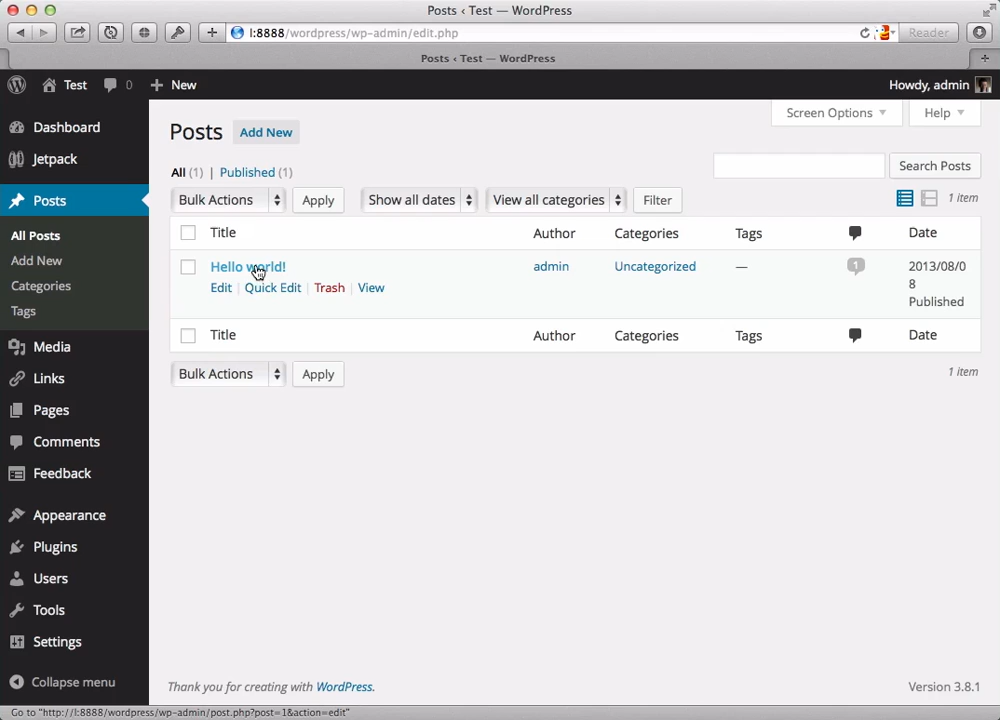 Posts ‹ Test — WordPress
l:8888/wordpress/wp-admin/edit.php
Reader
Posts ‹ Test — WordPress
Test 0 New
Howdy, admin
Screen Options Help
Dashboard
Jetpack
Posts
All Posts
Add New
Categories
Tags
Media
Links
Pages
Comments
Feedback
Appearance
Plugins
Users
Tools
Settings
Collapse menu
Posts Add New
All (1) | Published (1)
Search Posts
Bulk Actions Apply Show all dates View all categories Filter 1 item
Title Author Categories Tags Date
Hello world! admin Uncategorized — 1 2013/08/0
8
Published
Edit | Quick Edit | Trash | View
Title Author Categories Tags Date
Bulk Actions Apply 1 item
Thank you for creating with WordPress. Version 3.8.1
Go to "http://l:8888/wordpress/wp-admin/post.php?post=1&action=edit"